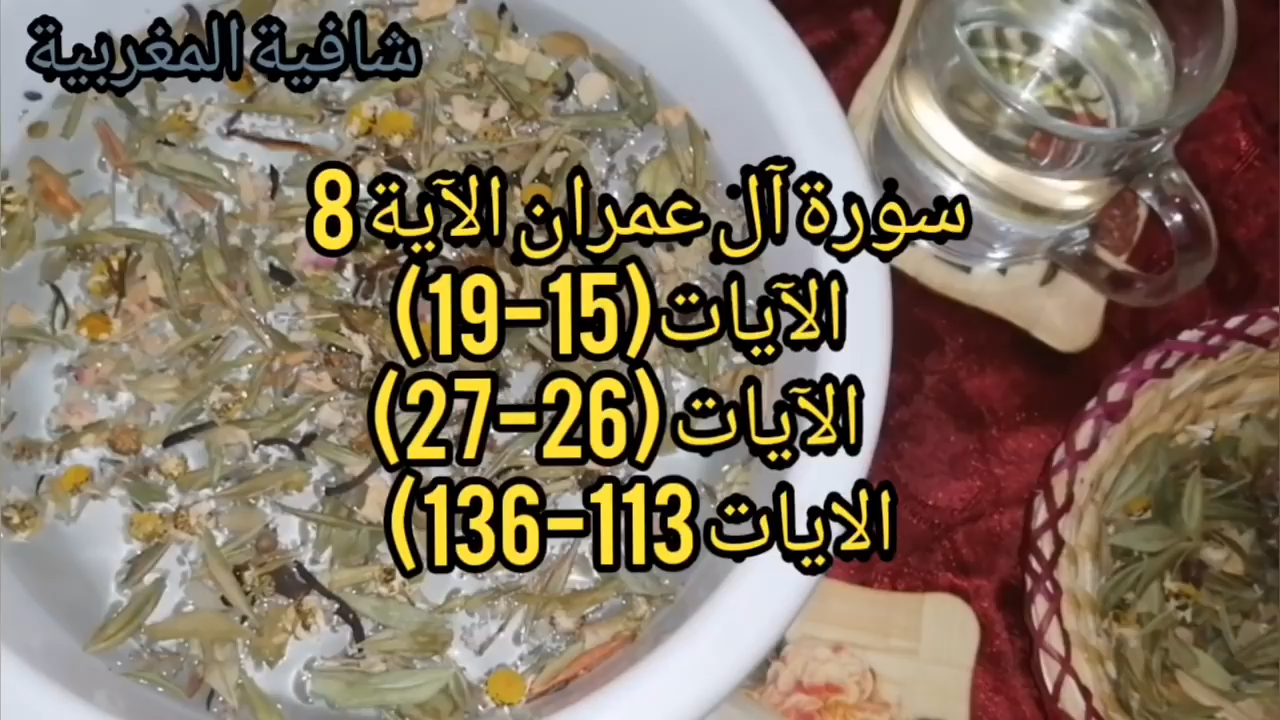 شافية المغربية
سورة آل عمران الآية 8
الآيات (15-19)
الآيات (26-27)
الايات 113-136)